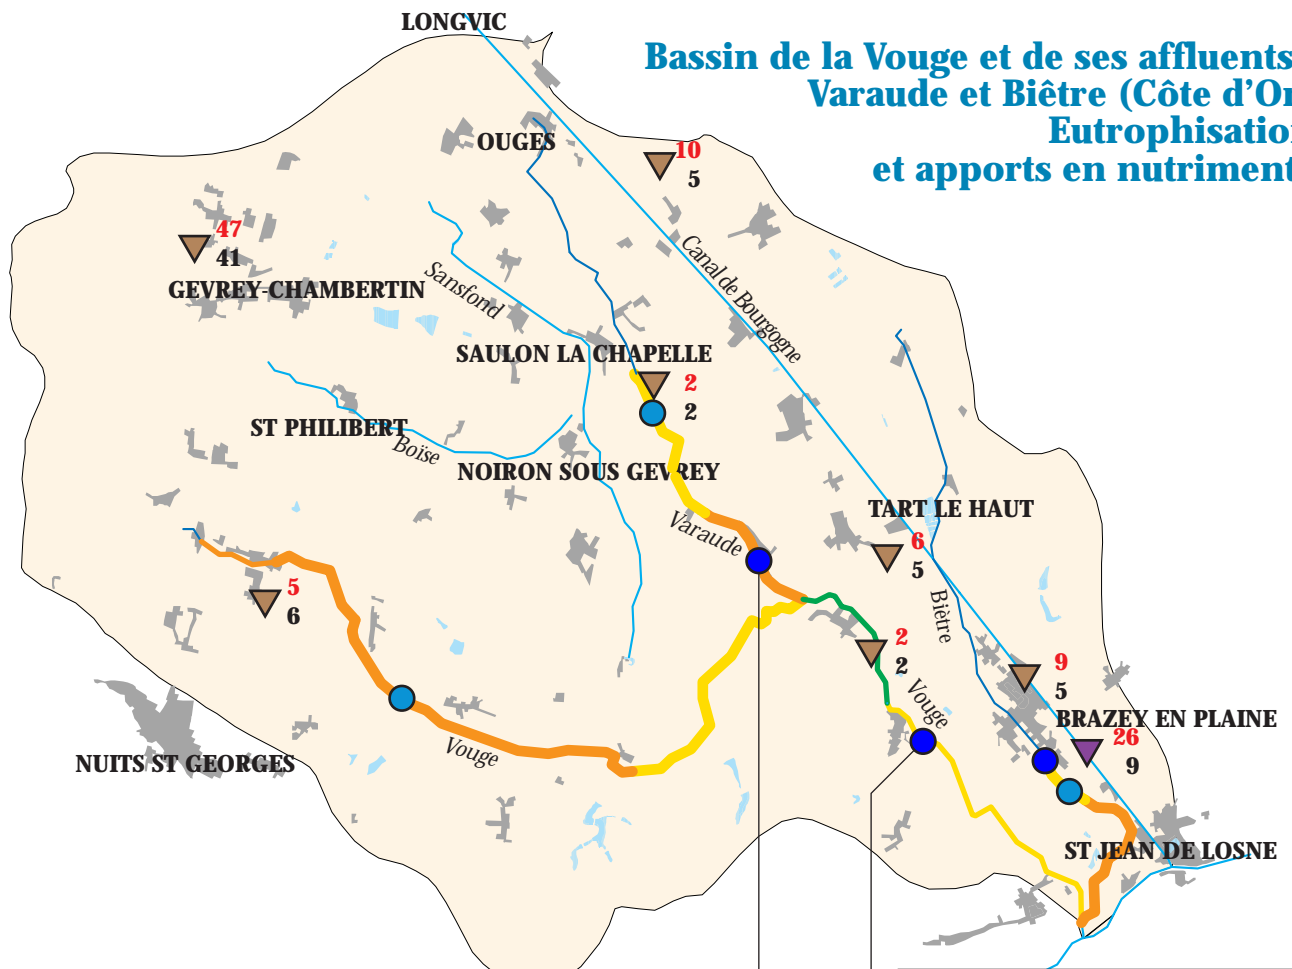 LONGVIC
Bassin de la Vouge et de ses affluents
Varaude et Biêtre (Côte d'Or
Eutrophisation
et apports en nutriment
OUGES
10
5
47
41
GEVREY-CHAMBERTIN
Sansfond
Canal de Bourgogne
SAULON LA CHAPELLE
2
2
ST PHILIBERT
Boïse
NOIRON SOUS GEVREY
Varaude
TART LE HAUT
6
5
Biètre
5
6
2
2
Vouge
9
5
BRAZEY EN PLAINE
26
9
Vouge
NUITS ST GEORGES
ST JEAN DE LOSNE